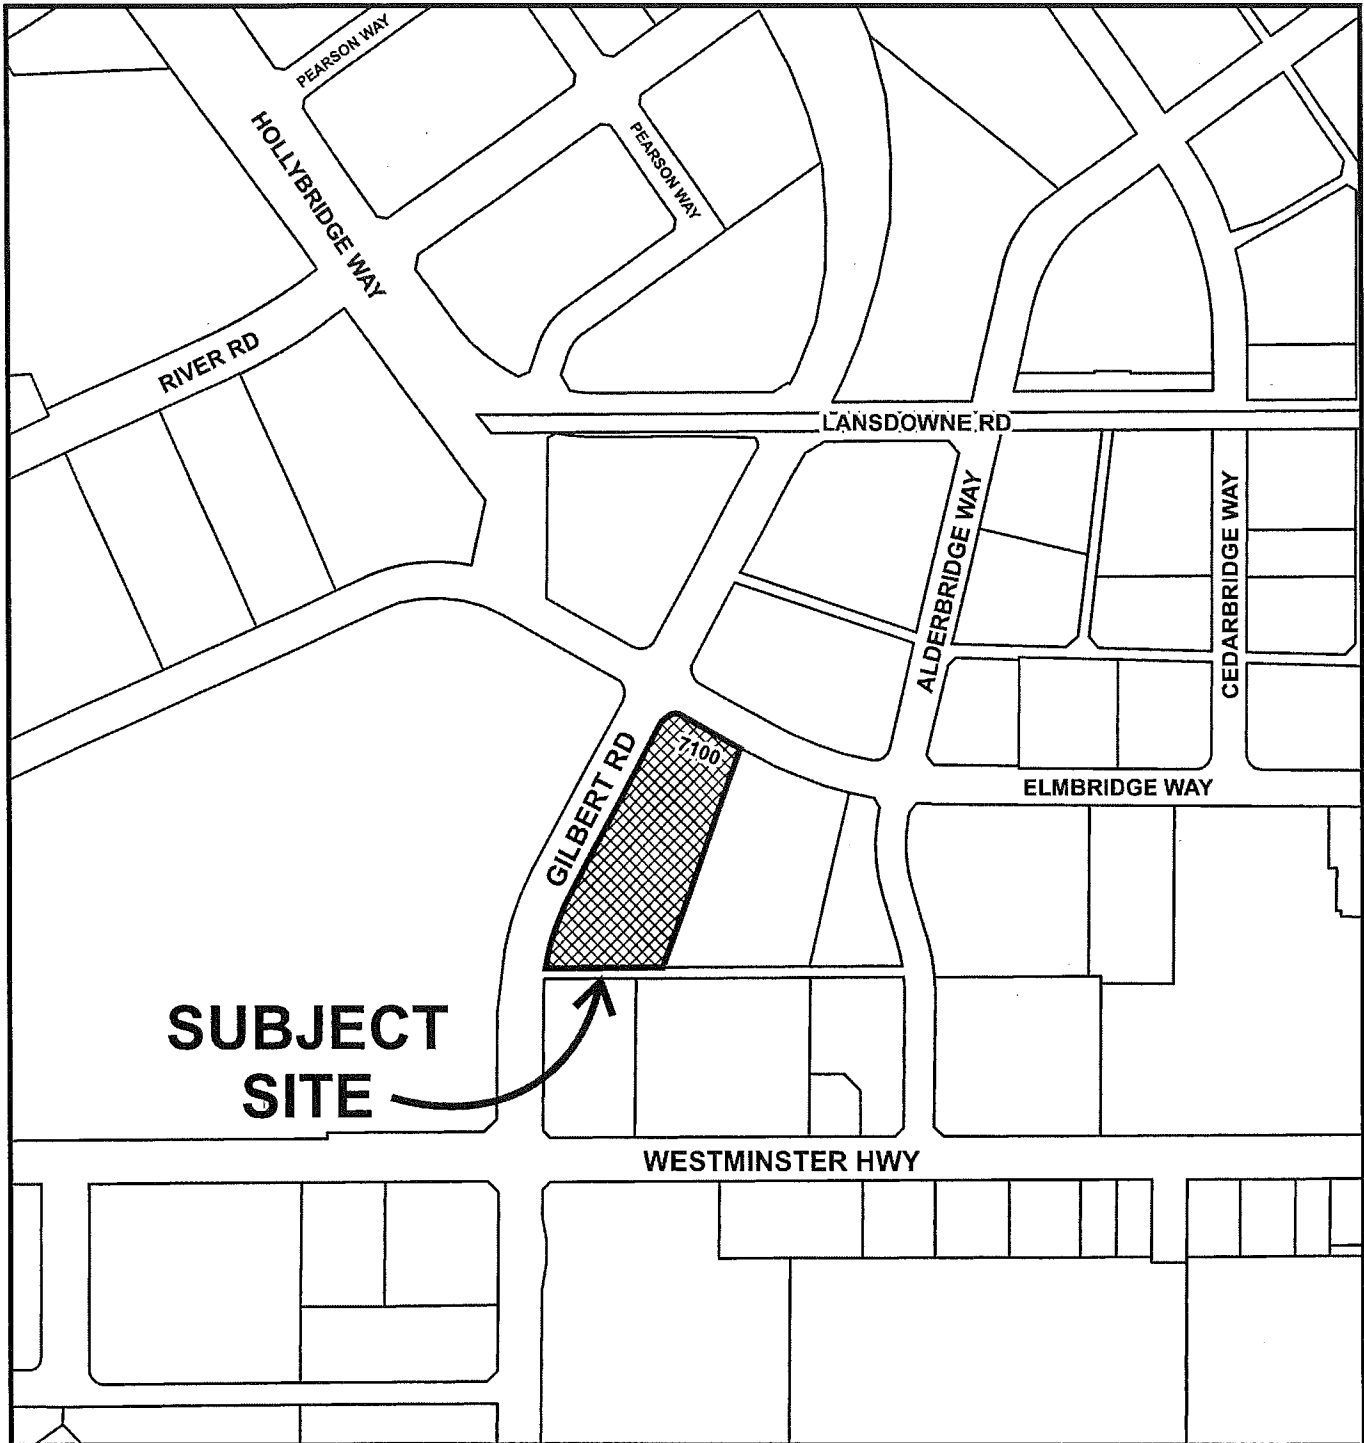 PEARSON WAY
HOLLYBRIDGE WAY
PEARSON WAY
RIVER RD
LANSDOWNE RD
ALDERBRIDGE WAY
CEDARBRIDGE WAY
GILBERT RD
7100
ELMBRIDGE WAY
SUBJECT
SITE
WESTMINSTER HWY